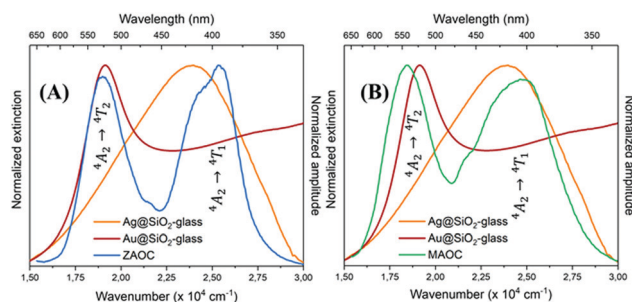 Wavelength (nm)
650 600 550 500 450 400 350
Normalized extinction
(A)
⁴A₂ → ⁴T₂
⁴A₂ → ⁴T₁
Ag@SiO₂-glass
Au@SiO₂-glass
ZAOC
Normalized amplitude
1,50 1,75 2,00 2,25 2,50 2,75 3,00
Wavenumber (x 10⁴ cm⁻¹)
Wavelength (nm)
650 600 550 500 450 400 350
Normalized extinction
(B)
⁴A₂ → ⁴T₂
⁴A₂ → ⁴T₁
Ag@SiO₂-glass
Au@SiO₂-glass
MAOC
Normalized amplitude
1,50 1,75 2,00 2,25 2,50 2,75 3,00
Wavenumber (x 10⁴ cm⁻¹)